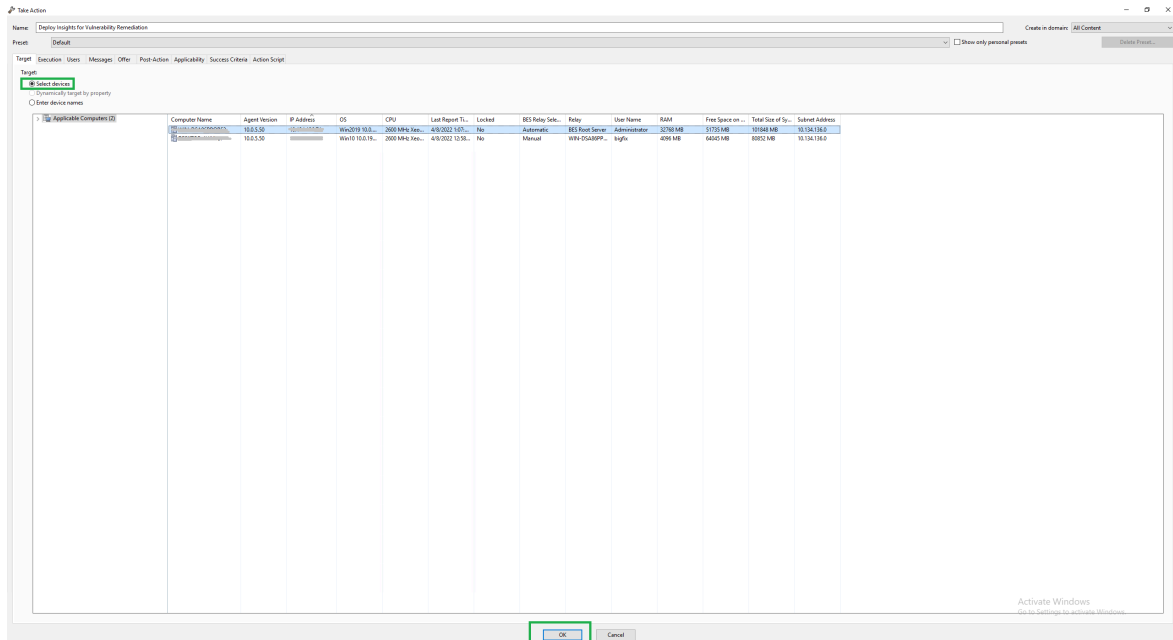 Take Action
Name: Deploy Insights for Vulnerability Remediation Create in domain: All Content
Preset: Default Show only personal presets Delete Preset...
Target Execution Users Messages Offer Post-Action Applicability Success Criteria Action Script
Target:
Select devices
Dynamically target by property
Enter device names
Applicable Computers (2)
Computer Name Agent Version IP Address OS CPU Last Report Ti... Locked BES Relay Sele... Relay User Name RAM Free Space on ... Total Size of Sy... Subnet Address
10.0.5.50 Win2019 10.0.... 2600 MHz Xeo... 4/8/2022 1:07:... No Automatic BES Root Server Administrator 32768 MB 51735 MB 101848 MB 10.134.136.0
10.0.5.50 Win10 10.0.19... 2600 MHz Xeo... 4/8/2022 12:58... No Manual WIN-DSA86PP... bigfix 4096 MB 64045 MB 80852 MB 10.134.136.0
Activate Windows
Go to Settings to activate Windows.
OK Cancel